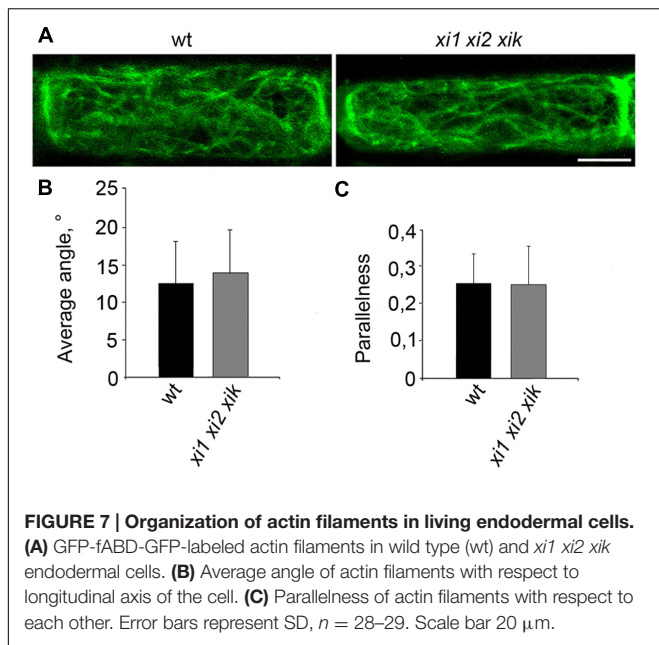 A
wt
xi1 xi2 xik
B
25
20
15
10
5
0
Average angle, °
wt
xi1 xi2 xik
C
0,4
0,3
0,2
0,1
0
Parallelness
wt
xi1 xi2 xik
FIGURE 7 | Organization of actin filaments in living endodermal cells.
(A) GFP-fABD-GFP-labeled actin filaments in wild type (wt) and xi1 xi2 xik
endodermal cells. (B) Average angle of actin filaments with respect to
longitudinal axis of the cell. (C) Parallelness of actin filaments with respect to
each other. Error bars represent SD, n = 28–29. Scale bar 20 μm.